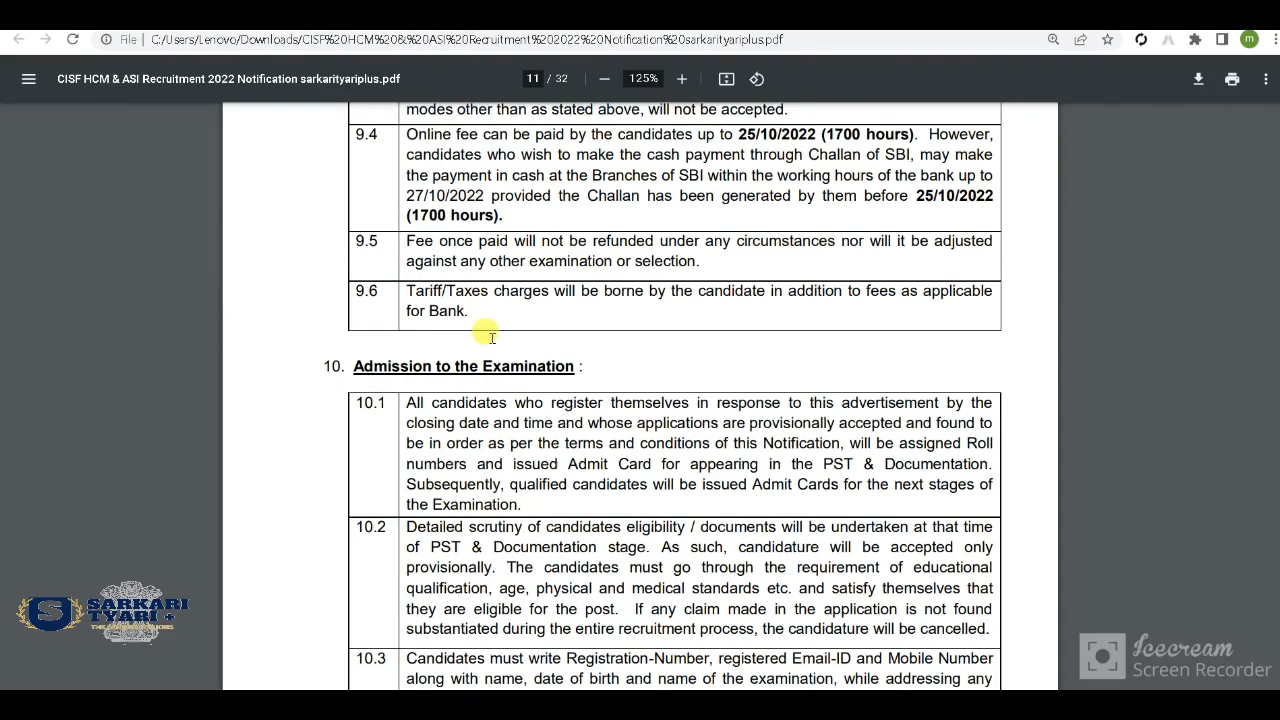 File | C:/Users/Lenovo/Downloads/CISF%20HCM%20&%20ASI%20Recruitment%202022%20Notification%20sarkarityariplus.pdf
m
CISF HCM & ASI Recruitment 2022 Notification sarkarityariplus.pdf
11 / 32
125%
modes other than as stated above, will not be accepted.
9.4 Online fee can be paid by the candidates up to 25/10/2022 (1700 hours). However,
candidates who wish to make the cash payment through Challan of SBI, may make
the payment in cash at the Branches of SBI within the working hours of the bank up to
27/10/2022 provided the Challan has been generated by them before 25/10/2022
(1700 hours).
9.5 Fee once paid will not be refunded under any circumstances nor will it be adjusted
against any other examination or selection.
9.6 Tariff/Taxes charges will be borne by the candidate in addition to fees as applicable
for Bank.
10. Admission to the Examination :
10.1 All candidates who register themselves in response to this advertisement by the
closing date and time and whose applications are provisionally accepted and found to
be in order as per the terms and conditions of this Notification, will be assigned Roll
numbers and issued Admit Card for appearing in the PST & Documentation.
Subsequently, qualified candidates will be issued Admit Cards for the next stages of
the Examination.
10.2 Detailed scrutiny of candidates eligibility / documents will be undertaken at that time
of PST & Documentation stage. As such, candidature will be accepted only
provisionally. The candidates must go through the requirement of educational
qualification, age, physical and medical standards etc. and satisfy themselves that
they are eligible for the post. If any claim made in the application is not found
substantiated during the entire recruitment process, the candidature will be cancelled.
10.3 Candidates must write Registration-Number, registered Email-ID and Mobile Number
along with name, date of birth and name of the examination, while addressing any
S
SARKARI
TYARI +
Icecream
Screen Recorder